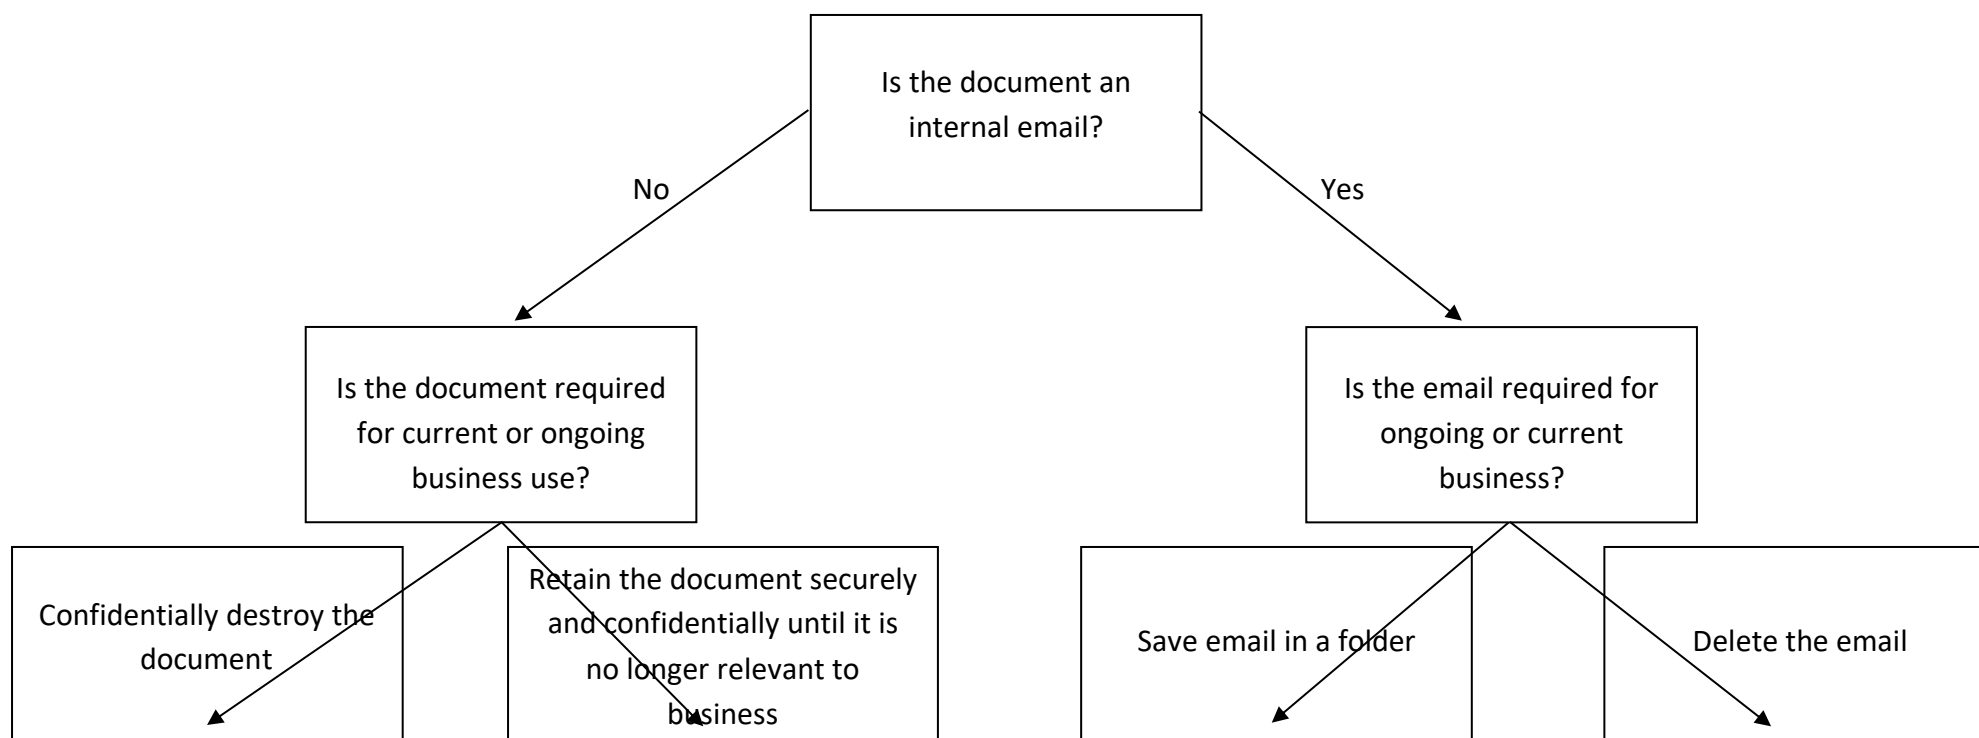 Is the document an
internal email?
No
Yes
Is the document required
for current or ongoing
business use?
Is the email required for
ongoing or current
business?
Confidentially destroy the
document
Retain the document securely
and confidentially until it is
no longer relevant to
business
Save email in a folder
Delete the email